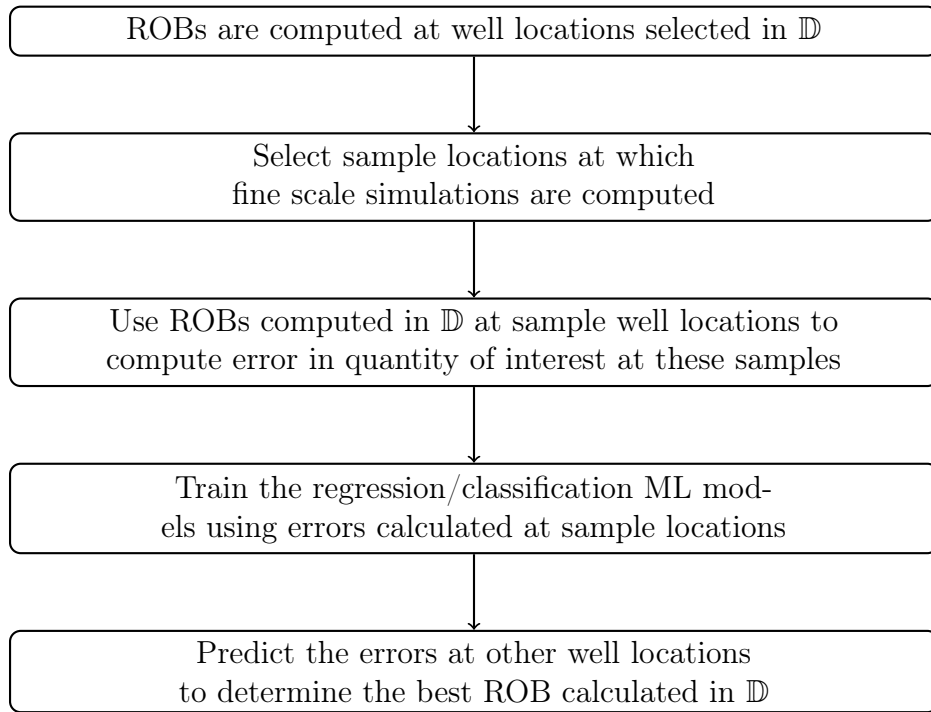 ROBs are computed at well locations selected in 𝔻
Select sample locations at which
fine scale simulations are computed
Use ROBs computed in 𝔻 at sample well locations to
compute error in quantity of interest at these samples
Train the regression/classification ML mod-
els using errors calculated at sample locations
Predict the errors at other well locations
to determine the best ROB calculated in 𝔻